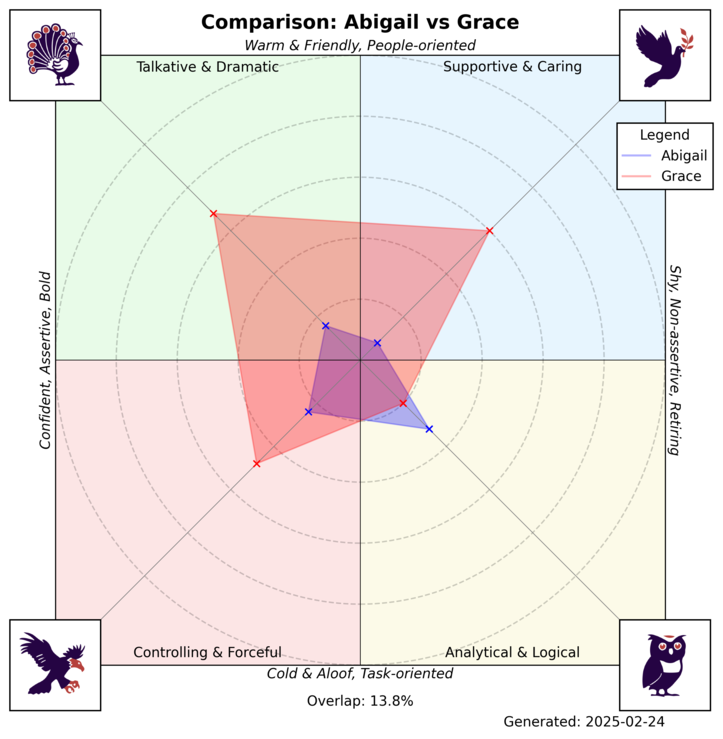 Comparison: Abigail vs Grace
Warm & Friendly, People-oriented
Talkative & Dramatic
Supportive & Caring
Legend
Abigail
Grace
Confident, Assertive, Bold
Shy, Non-assertive, Retiring
Controlling & Forceful
Analytical & Logical
Cold & Aloof, Task-oriented
Overlap: 13.8%
Generated: 2025-02-24